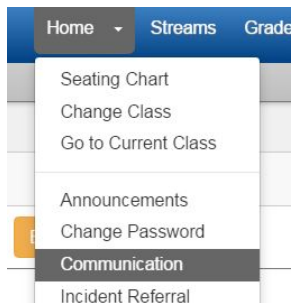 Home Streams Grade
Seating Chart
Change Class
Go to Current Class
Announcements
Change Password
Communication
Incident Referral